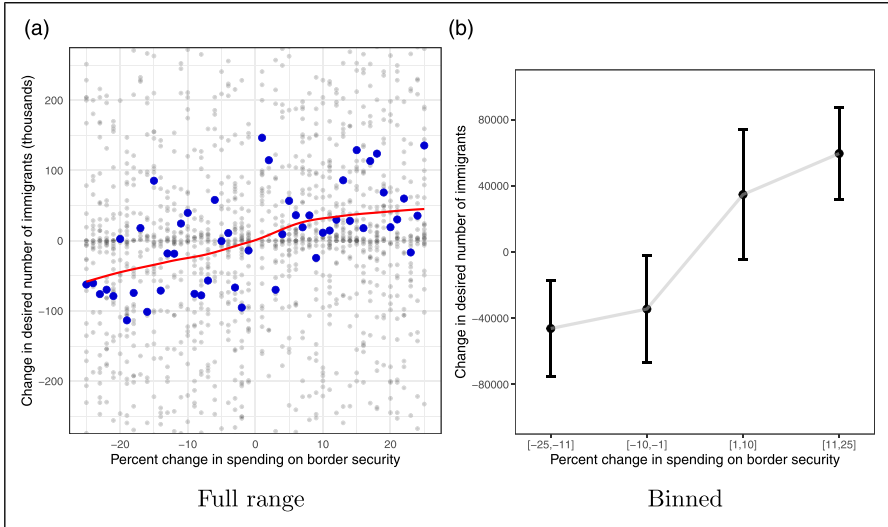 (a)
Change in desired number of immigrants (thousands)
200
100
0
−100
−200
−20
−10
0
10
20
Percent change in spending on border security
Full range
(b)
Change in desired number of immigrants
80000
40000
0
−40000
−80000
[−25,−11]
[−10,−1]
[1,10]
[11,25]
Percent change in spending on border security
Binned